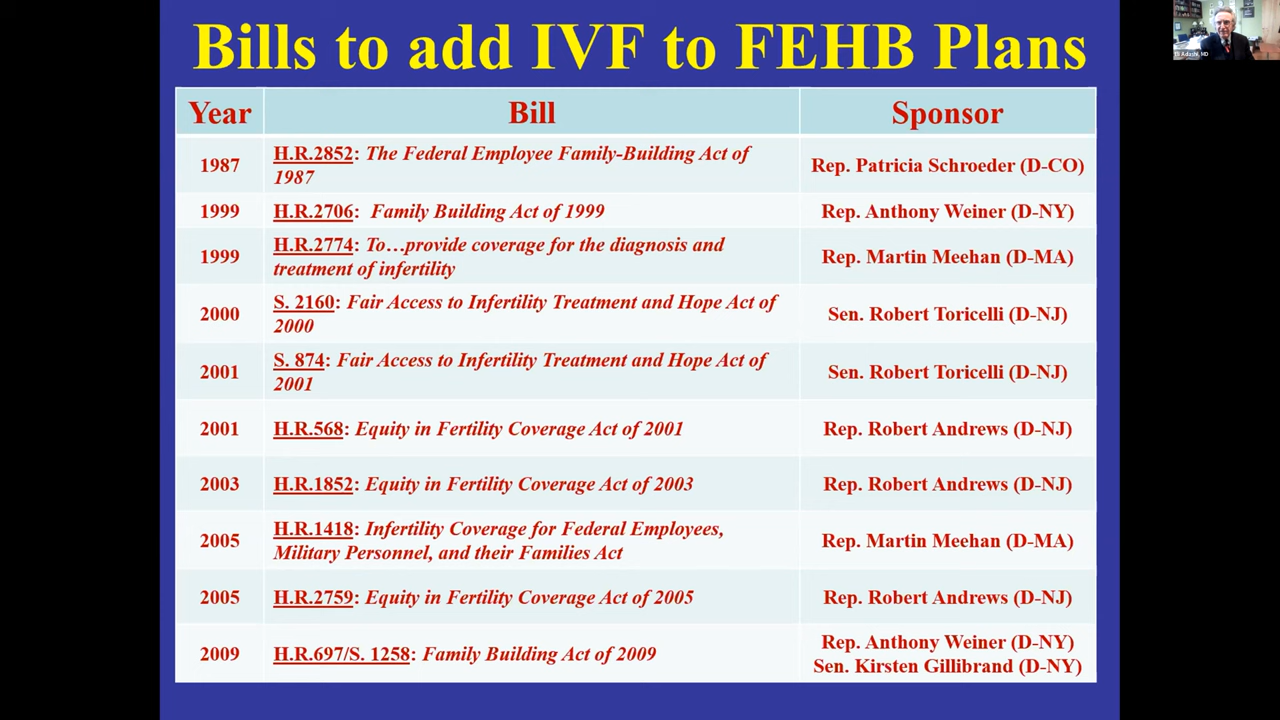 Bills to add IVF to FEHB Plans
Eli Adashi, MD
Year Bill Sponsor
1987 H.R.2852: The Federal Employee Family-Building Act of
1987 Rep. Patricia Schroeder (D-CO)
1999 H.R.2706: Family Building Act of 1999 Rep. Anthony Weiner (D-NY)
1999 H.R.2774: To…provide coverage for the diagnosis and
treatment of infertility Rep. Martin Meehan (D-MA)
2000 S. 2160: Fair Access to Infertility Treatment and Hope Act of
2000 Sen. Robert Toricelli (D-NJ)
2001 S. 874: Fair Access to Infertility Treatment and Hope Act of
2001 Sen. Robert Toricelli (D-NJ)
2001 H.R.568: Equity in Fertility Coverage Act of 2001 Rep. Robert Andrews (D-NJ)
2003 H.R.1852: Equity in Fertility Coverage Act of 2003 Rep. Robert Andrews (D-NJ)
2005 H.R.1418: Infertility Coverage for Federal Employees,
Military Personnel, and their Families Act Rep. Martin Meehan (D-MA)
2005 H.R.2759: Equity in Fertility Coverage Act of 2005 Rep. Robert Andrews (D-NJ)
2009 H.R.697/S. 1258: Family Building Act of 2009 Rep. Anthony Weiner (D-NY)
Sen. Kirsten Gillibrand (D-NY)